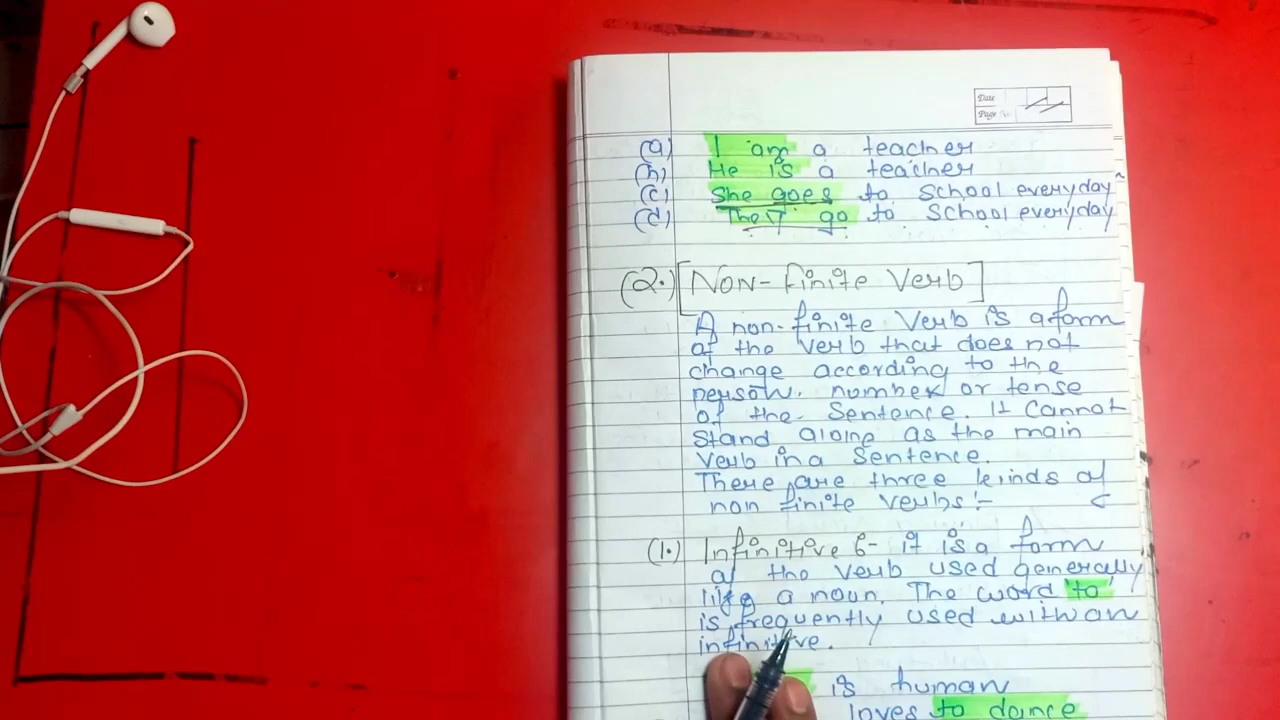 Date
Page No
(a) I am a teacher
(b) He is a teacher
(c) She goes to School everyday
(d) They go to School everyday
(2.) [Non-finite Verb]
A non-finite Verb is a form
of the verb that does not
change according to the
person, number or tense
of the Sentence. It Cannot
Stand alone as the main
Verb in a Sentence.
There are three kinds of
non finite verbs:-
(1.) Infinitive :- it is a form
of the verb used generally
like a noun. The word 'to'
is frequently used with an
infinitive.
is human
loves to dance